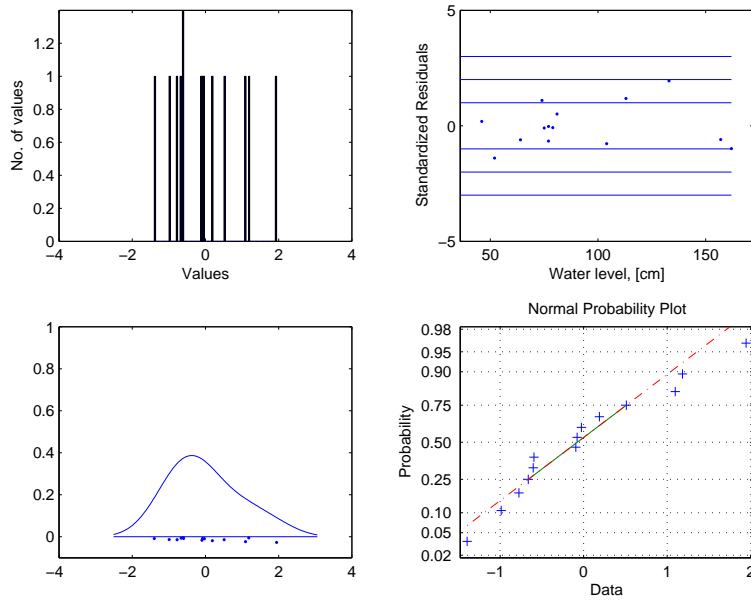 1.2
1
0.8
0.6
0.4
0.2
0
No. of values
−4 −2 0 2 4
Values
5
0
−5
Standardized Residuals
50 100 150
Water level, [cm]
1
0.8
0.6
0.4
0.2
0
−4 −2 0 2 4
Normal Probability Plot
0.98
0.95
0.90
0.75
0.50
0.25
0.10
0.05
0.02
Probability
−1 0 1 2
Data